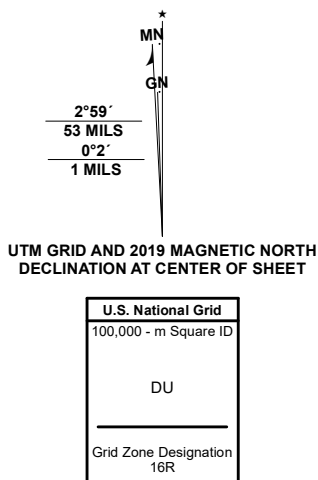 ★
MN
GN
2°59´
53 MILS
0°2´
1 MILS
UTM GRID AND 2019 MAGNETIC NORTH
DECLINATION AT CENTER OF SHEET
U.S. National Grid
100,000 - m Square ID
DU
Grid Zone Designation
16R